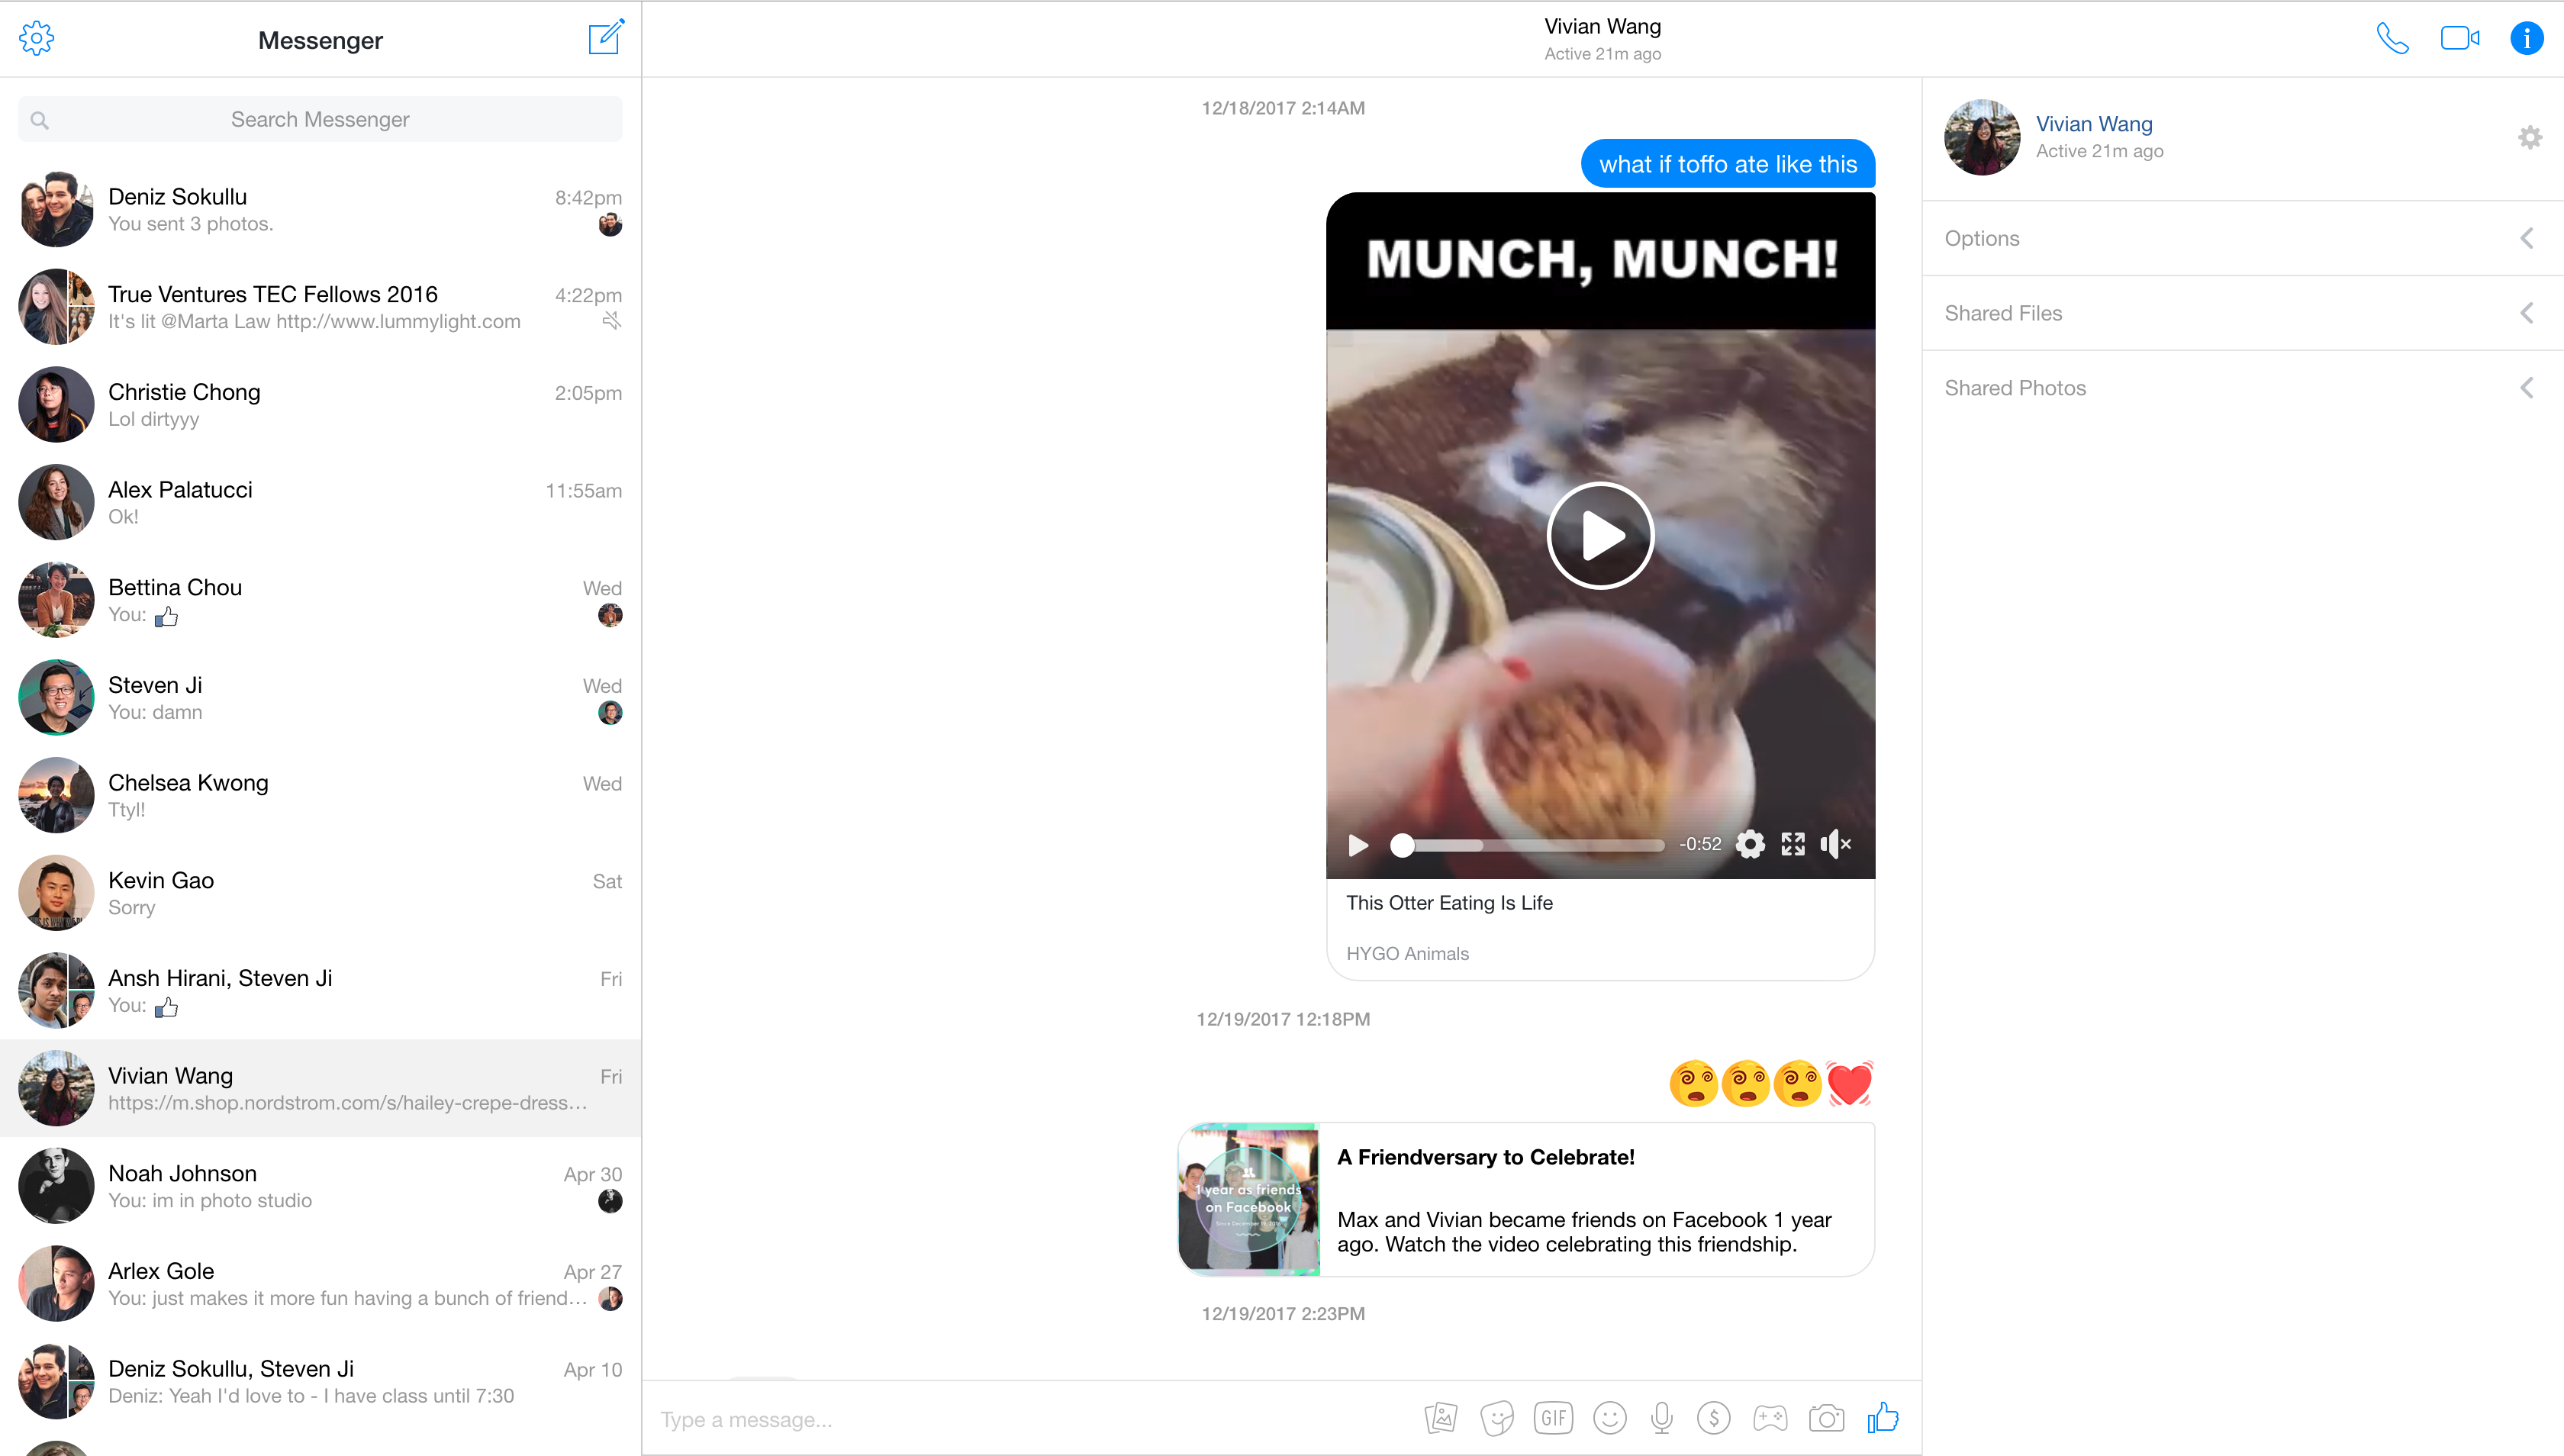 Messenger
Search Messenger
Deniz Sokullu
8:42pm
You sent 3 photos.
True Ventures TEC Fellows 2016
4:22pm
It's lit @Marta Law http://www.lummylight.com
Christie Chong
2:05pm
Lol dirtyyy
Alex Palatucci
11:55am
Ok!
Bettina Chou
Wed
You:
Steven Ji
Wed
You: damn
Chelsea Kwong
Wed
Ttyl!
Kevin Gao
Sat
Sorry
Ansh Hirani, Steven Ji
Fri
You:
Vivian Wang
Fri
https://m.shop.nordstrom.com/s/hailey-crepe-dress...
Noah Johnson
Apr 30
You: im in photo studio
Arlex Gole
Apr 27
You: just makes it more fun having a bunch of friend...
Deniz Sokullu, Steven Ji
Apr 10
Deniz: Yeah I'd love to - I have class until 7:30
Vivian Wang
Active 21m ago
12/18/2017 2:14AM
what if toffo ate like this
MUNCH, MUNCH!
-0:52
This Otter Eating Is Life
HYGO Animals
12/19/2017 12:18PM
1 year as friends
on Facebook
A Friendversary to Celebrate!
Max and Vivian became friends on Facebook 1 year
ago. Watch the video celebrating this friendship.
12/19/2017 2:23PM
Type a message...
GIF
$
i
Vivian Wang
Active 21m ago
Options
Shared Files
Shared Photos